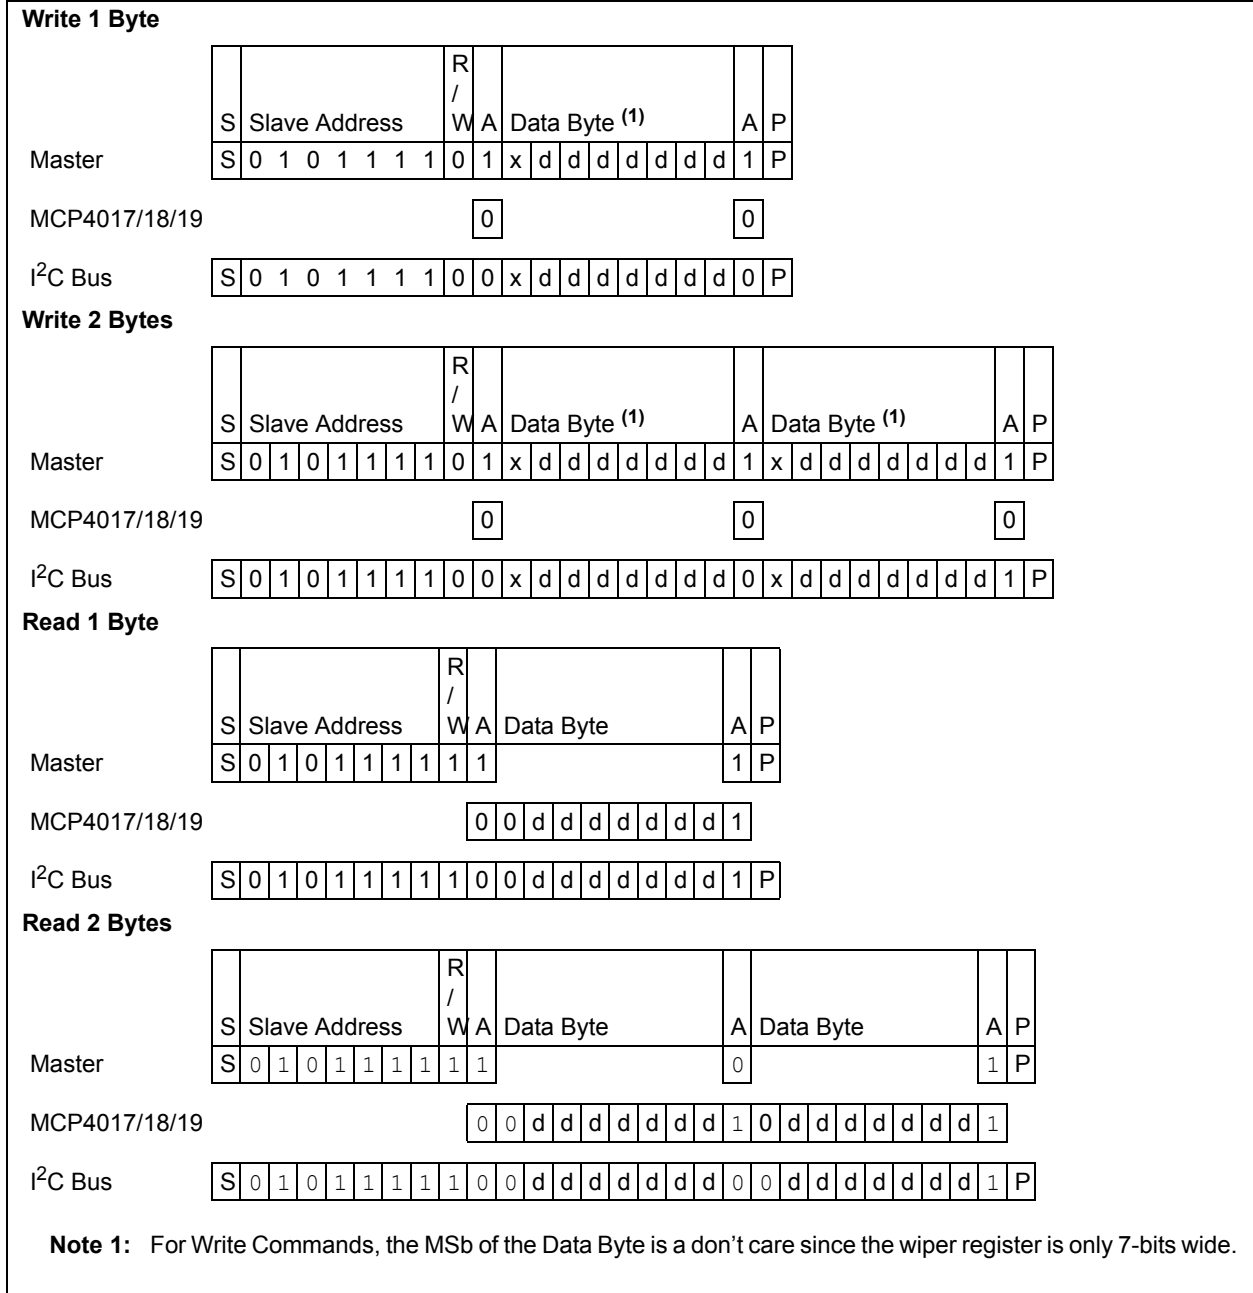 Write 1 Byte
R
/
S Slave Address W A Data Byte (1) A P
Master S 0 1 0 1 1 1 1 0 1 x d d d d d d d 1 P
MCP4017/18/19 0 0
I2C Bus S 0 1 0 1 1 1 1 0 0 x d d d d d d d 0 P
Write 2 Bytes
R
/
S Slave Address W A Data Byte (1) A Data Byte (1) A P
Master S 0 1 0 1 1 1 1 0 1 x d d d d d d d 1 x d d d d d d d 1 P
MCP4017/18/19 0 0 0
I2C Bus S 0 1 0 1 1 1 1 0 0 x d d d d d d d 0 x d d d d d d d 1 P
Read 1 Byte
R
/
S Slave Address W A Data Byte A P
Master S 0 1 0 1 1 1 1 1 1 1 P
MCP4017/18/19 0 0 d d d d d d d 1
I2C Bus S 0 1 0 1 1 1 1 1 0 0 d d d d d d d 1 P
Read 2 Bytes
R
/
S Slave Address W A Data Byte A Data Byte A P
Master S 0 1 0 1 1 1 1 1 1 0 1 P
MCP4017/18/19 0 0 d d d d d d d 1 0 d d d d d d d 1
I2C Bus S 0 1 0 1 1 1 1 1 0 0 d d d d d d d 0 0 d d d d d d d 1 P
Note 1: For Write Commands, the MSb of the Data Byte is a don't care since the wiper register is only 7-bits wide.